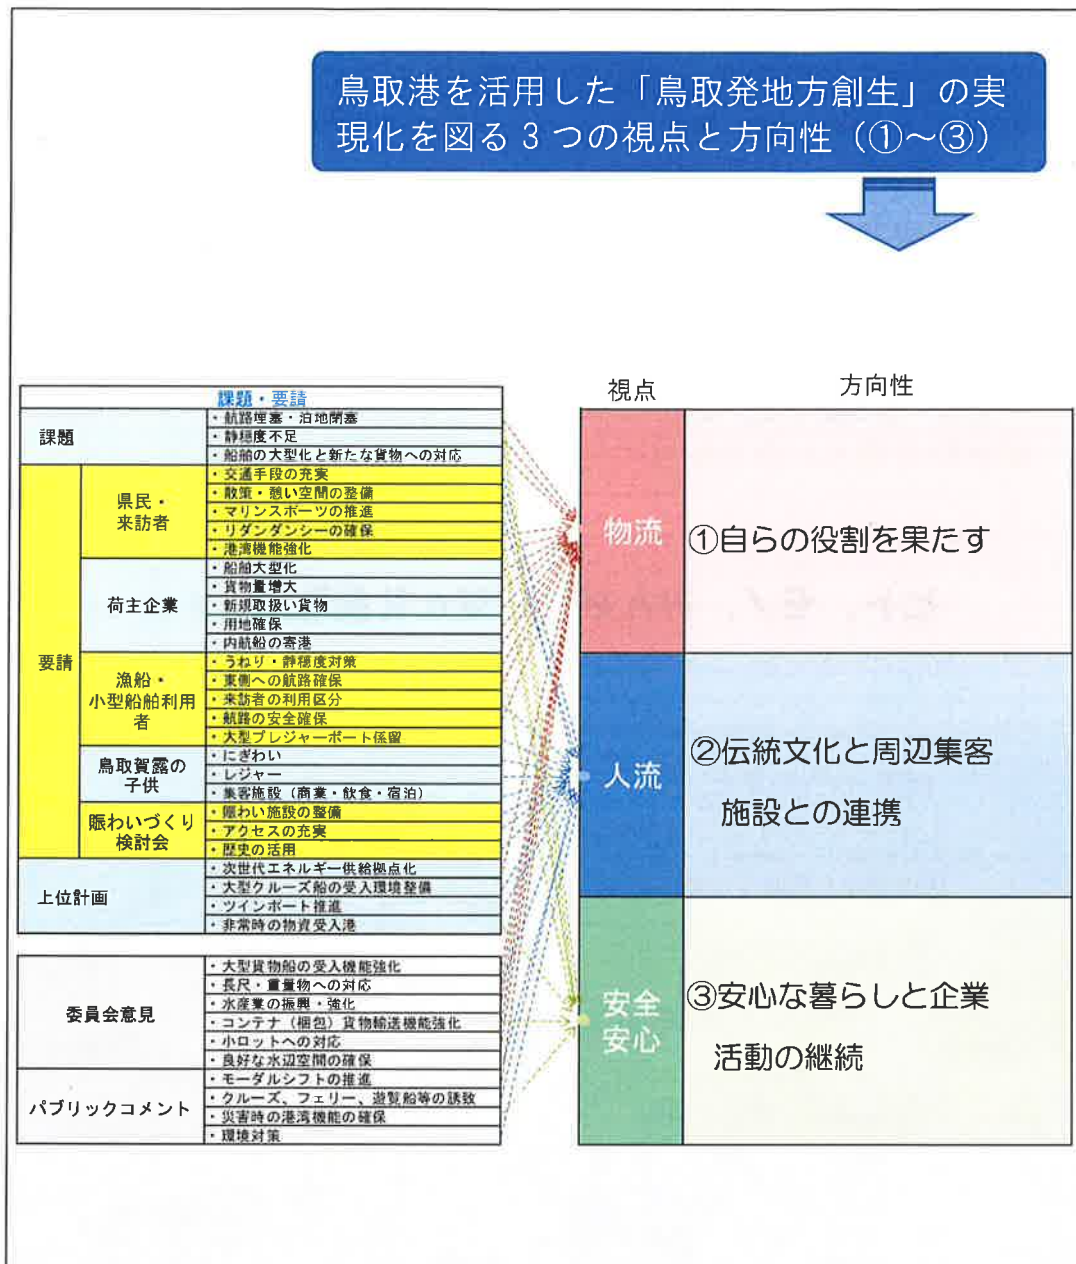 鳥取港を活用した「鳥取発地方創生」の実
現化を図る3つの視点と方向性（①～③）
課題・要請
課題
・航路埋塞・泊地閉塞
・静穏度不足
・船舶の大型化と新たな貨物への対応
要請
県民・
来訪者
・交通手段の充実
・散策・憩い空間の整備
・マリンスポーツの推進
・リダンダンシーの確保
・港湾機能強化
荷主企業
・船舶大型化
・貨物量増大
・新規取扱い貨物
・用地確保
・内航船の寄港
漁船・
小型船舶利用
者
・うねり・静穏度対策
・東側への航路確保
・来訪者の利用区分
・航路の安全確保
・大型プレジャーボート係留
鳥取賀露の
子供
・にぎわい
・レジャー
・集客施設（商業・飲食・宿泊）
賑わいづくり
検討会
・賑わい施設の整備
・アクセスの充実
・歴史の活用
上位計画
・次世代エネルギー供給拠点化
・大型クルーズ船の受入環境整備
・ツインポート推進
・非常時の物資受入港
委員会意見
・大型貨物船の受入機能強化
・長尺・重量物への対応
・水産業の振興・強化
・コンテナ（梱包）貨物輸送機能強化
・小ロットへの対応
・良好な水辺空間の確保
パブリックコメント
・モーダルシフトの推進
・クルーズ、フェリー、遊覧船等の誘致
・災害時の港湾機能の確保
・環境対策
視点
方向性
物流
①自らの役割を果たす
人流
②伝統文化と周辺集客
施設との連携
安全
安心
③安心な暮らしと企業
活動の継続